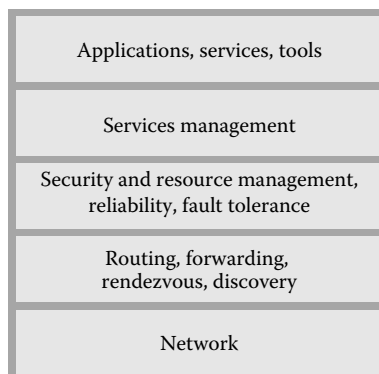 Applications, services, tools
Services management
Security and resource management,
reliability, fault tolerance
Routing, forwarding,
rendezvous, discovery
Network